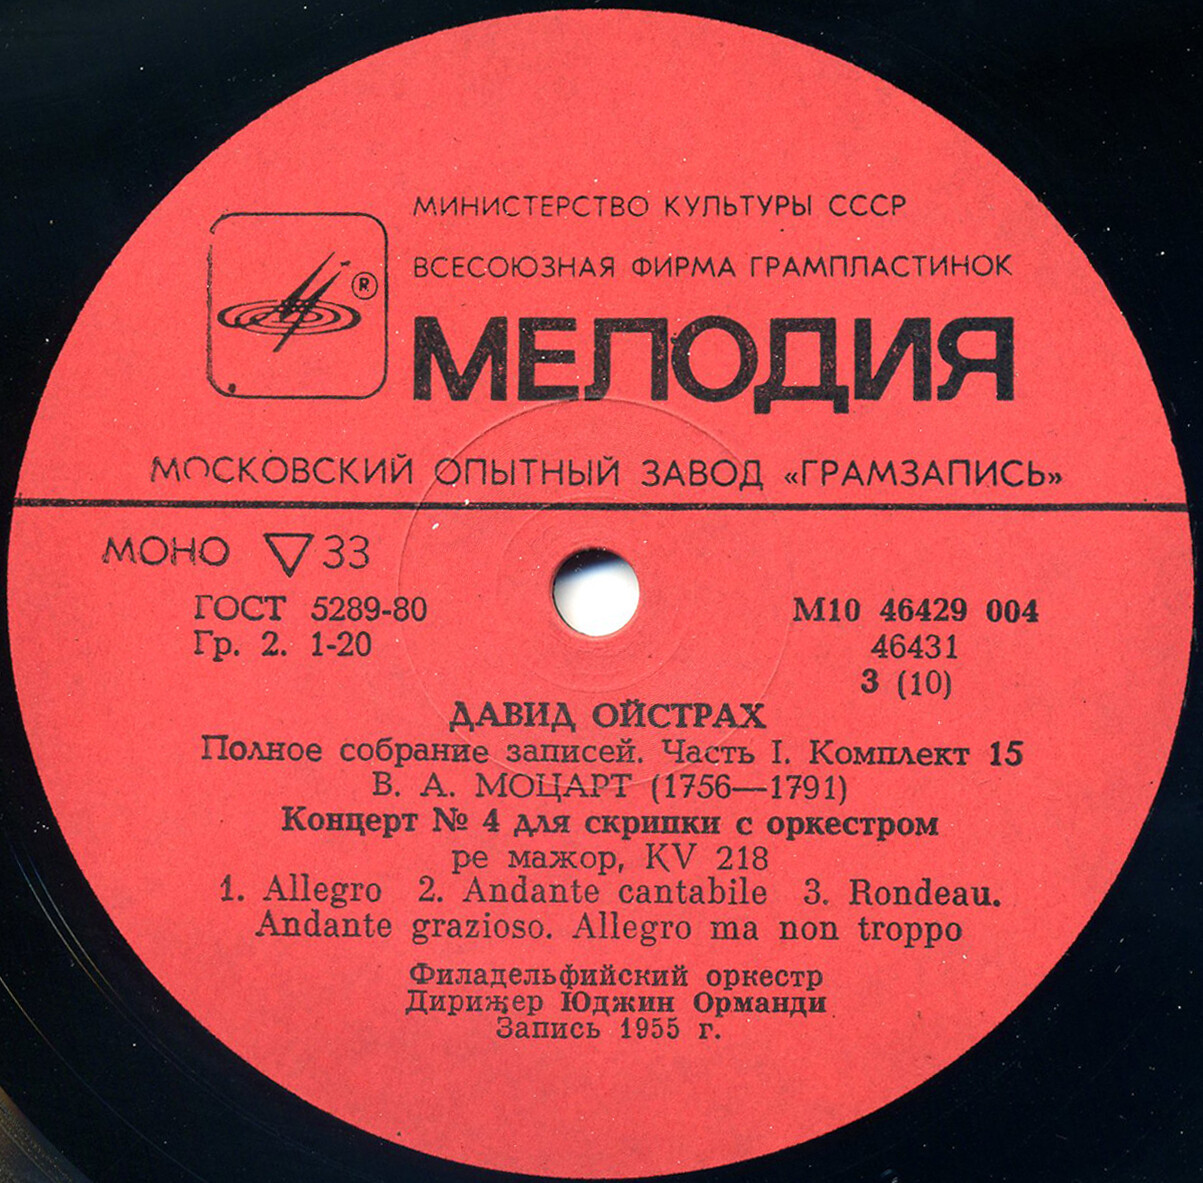 МИНИСТЕРСТВО КУЛЬТУРЫ СССР
ВСЕСОЮЗНАЯ ФИРМА ГРАМПЛАСТИНОК
®
МЕЛОДИЯ
МОСКОВСКИЙ ОПЫТНЫЙ ЗАВОД «ГРАМЗАПИСЬ»
МОНО ▽ 33
ГОСТ 5289-80
Гр. 2. 1-20
М10 46429 004
46431
3 (10)
ДАВИД ОЙСТРАХ
Полное собрание записей. Часть I. Комплект 15
В. А. МОЦАРТ (1756—1791)
Концерт № 4 для скрипки с оркестром
ре мажор, KV 218
1. Allegro 2. Andante cantabile 3. Rondeau.
Andante grazioso. Allegro ma non troppo
Филадельфийский оркестр
Дирижер Юджин Орманди
Запись 1955 г.